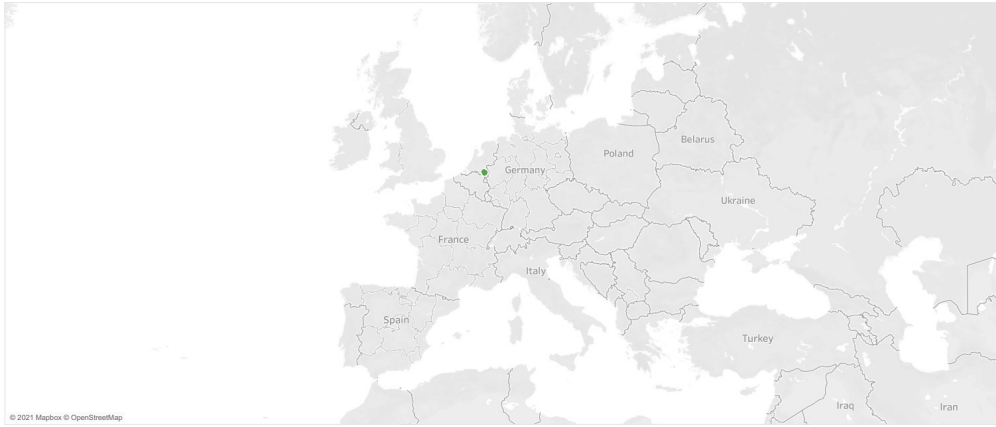 Belarus
Poland
Germany
Ukraine
France
Italy
Spain
Turkey
Iraq
Iran
© 2021 Mapbox © OpenStreetMap